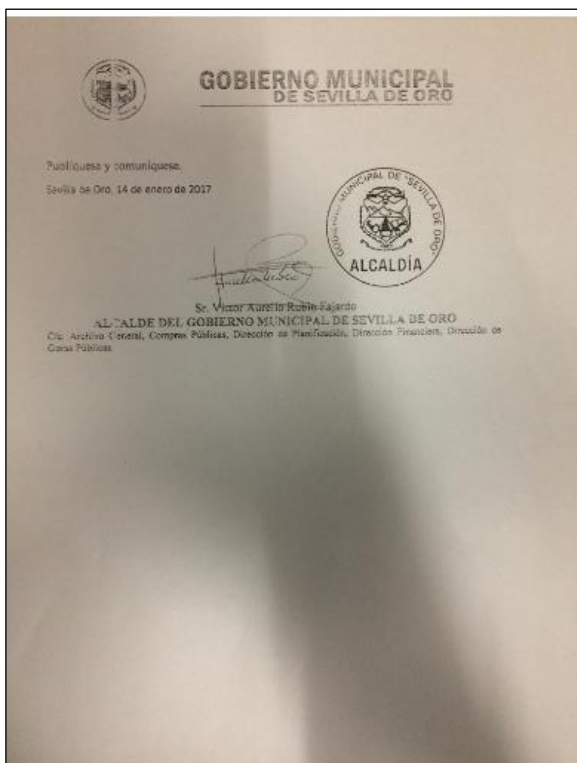 GOBIERNO MUNICIPAL
DE SEVILLA DE ORO
Publíquese y comuníquese.
Sevilla de Oro, 14 de enero de 2017
GOBIERNO MUNICIPAL DE "SEVILLA DE ORO"
ALCALDÍA
Sr. Víctor Aurelio Rubio Fajardo
ALCALDE DEL GOBIERNO MUNICIPAL DE SEVILLA DE ORO
C/c: Archivo General, Compras Públicas, Dirección de Planificación, Dirección Financiera, Dirección de
Obras Públicas